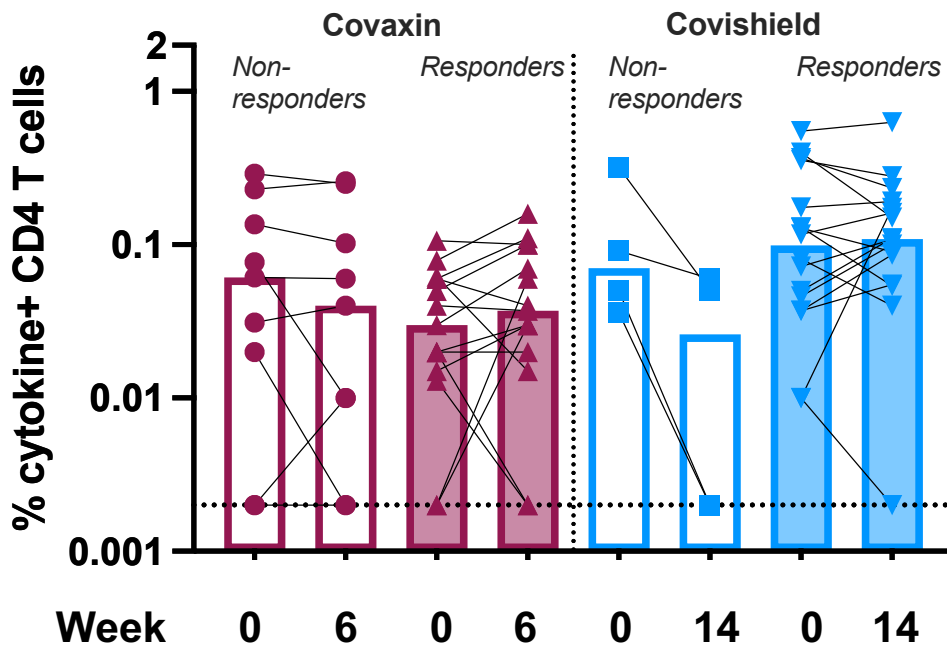 Covaxin Covishield
Non-
responders
Responders
Non-
responders
Responders
% cytokine+ CD4 T cells
2
1
0.1
0.01
0.001
Week 0 6 0 6 0 14 0 14